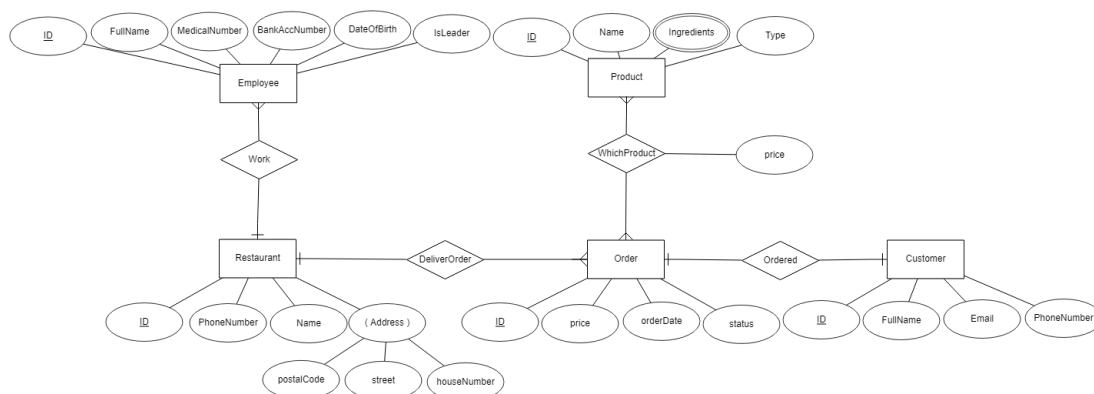 ID
FullName
MedicalNumber
BankAccNumber
DateOfBirth
IsLeader
Employee
Work
ID
Name
Ingredients
Type
Product
WhichProduct
price
Restaurant
DeliverOrder
Order
Ordered
Customer
ID
PhoneNumber
Name
( Address )
postalCode
street
houseNumber
ID
price
orderDate
status
ID
FullName
Email
PhoneNumber